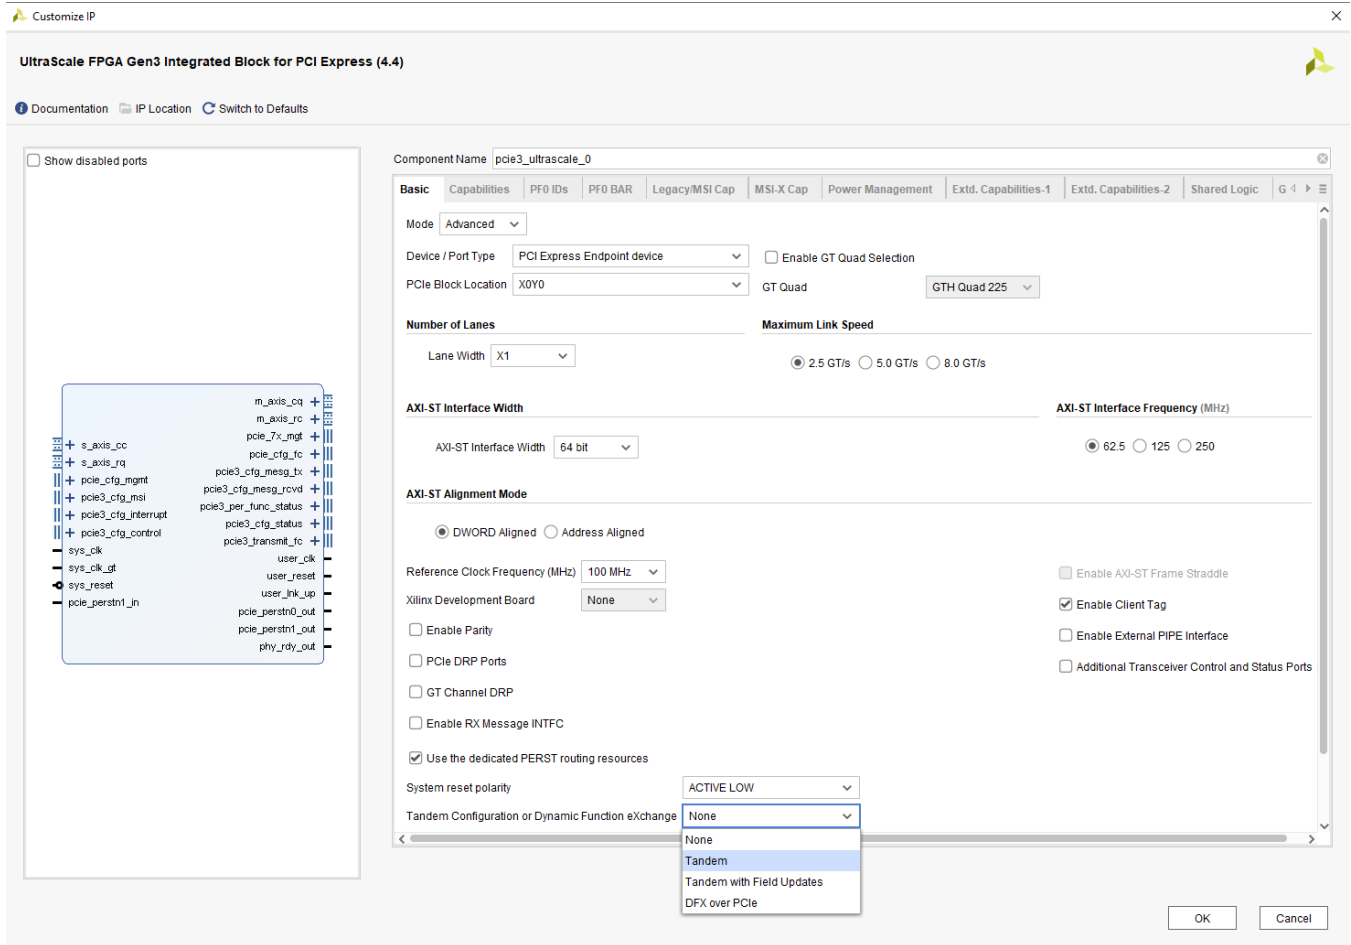 Customize IP
UltraScale FPGA Gen3 Integrated Block for PCI Express (4.4)
Documentation IP Location Switch to Defaults
Show disabled ports
s_axis_cc
s_axis_rq
pcie_cfg_mgmt
pcie3_cfg_msi
pcie3_cfg_interrupt
pcie3_cfg_control
sys_clk
sys_clk_gt
sys_reset
pcie_perstn1_in
m_axis_cq
m_axis_rc
pcie_7x_mgt
pcie_cfg_fc
pcie3_cfg_mesg_tx
pcie3_cfg_mesg_rcvd
pcie3_per_func_status
pcie3_cfg_status
pcie3_transmit_fc
user_clk
user_reset
user_lnk_up
pcie_perstn0_out
pcie_perstn1_out
phy_rdy_out
Component Name pcie3_ultrascale_0
Basic Capabilities PF0 IDs PF0 BAR Legacy/MSI Cap MSI-X Cap Power Management Extd. Capabilities-1 Extd. Capabilities-2 Shared Logic G
Mode Advanced
Device / Port Type PCI Express Endpoint device Enable GT Quad Selection
PCIe Block Location X0Y0 GT Quad GTH Quad 225
Number of Lanes Maximum Link Speed
Lane Width X1 2.5 GT/s 5.0 GT/s 8.0 GT/s
AXI-ST Interface Width AXI-ST Interface Frequency (MHz)
AXI-ST Interface Width 64 bit 62.5 125 250
AXI-ST Alignment Mode
DWORD Aligned Address Aligned
Reference Clock Frequency (MHz) 100 MHz Enable AXI-ST Frame Straddle
Xilinx Development Board None Enable Client Tag
Enable Parity Enable External PIPE Interface
PCIe DRP Ports Additional Transceiver Control and Status Ports
GT Channel DRP
Enable RX Message INTFC
Use the dedicated PERST routing resources
System reset polarity ACTIVE LOW
Tandem Configuration or Dynamic Function eXchange None
None
Tandem
Tandem with Field Updates
DFX over PCIe
OK Cancel